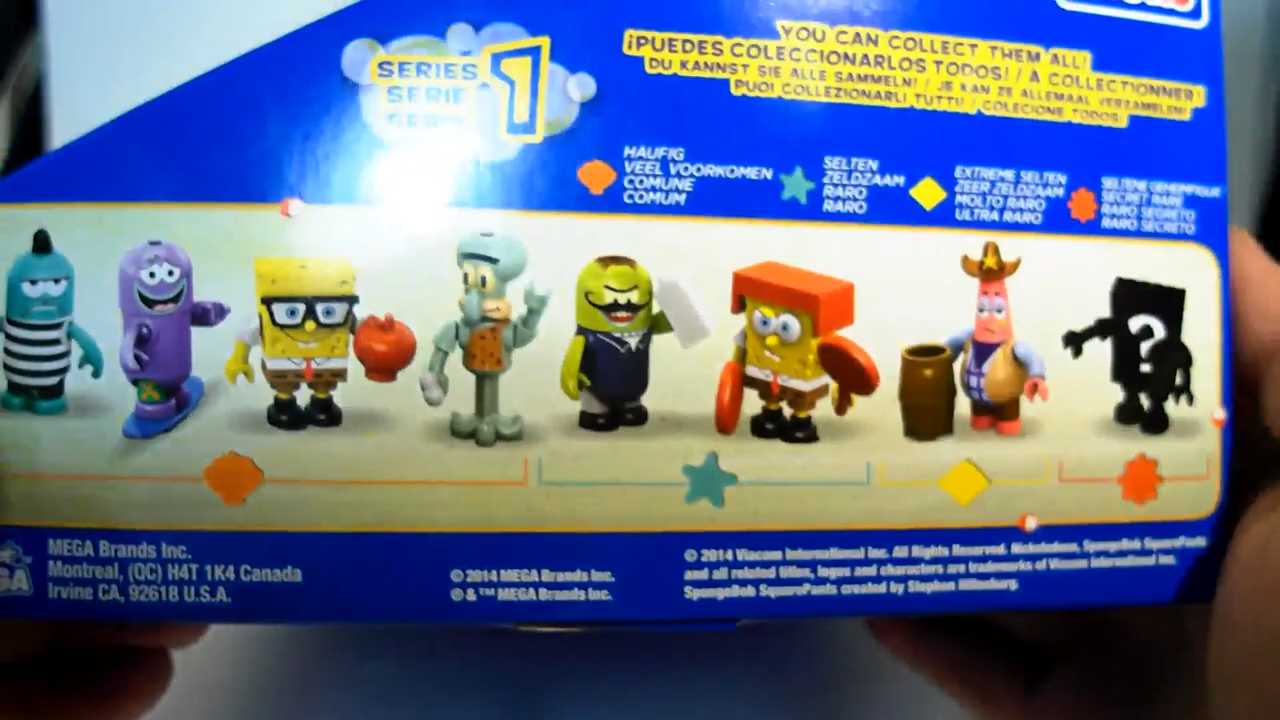 SERIES 1
SERIE
YOU CAN COLLECT THEM ALL!
¡PUEDES COLECCIONARLOS TODOS! / À COLLECTIONNER!
DU KANNST SIE ALLE SAMMELN! / JE KAN ZE ALLEMAAL VERZAMELEN!
PUOI COLLEZIONARLI TUTTI! / COLECIONE TODOS!
HÄUFIG
VEEL VOORKOMEN
COMUNE
COMUM
SELTEN
ZELDZAAM
RARO
RARO
EXTREME SELTEN
ZEER ZELDZAAM
MOLTO RARO
ULTRA RARO
SELTENE GEHEIMFIGUR
SECRET RARE
RARO SEGRETO
RARO SECRETO
?
MEGA Brands Inc.
Montreal, (QC) H4T 1K4 Canada
Irvine CA, 92618 U.S.A.
© 2014 MEGA Brands Inc.
® & ™ MEGA Brands Inc.
© 2014 Viacom International Inc. All Rights Reserved. Nickelodeon, SpongeBob SquarePants
and all related titles, logos and characters are trademarks of Viacom International Inc.
SpongeBob SquarePants created by Stephen Hillenburg.